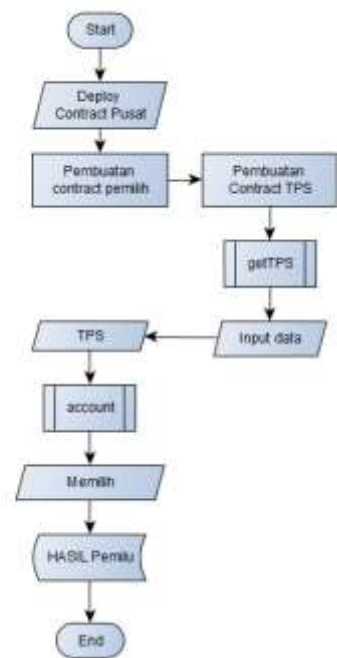 Start
Deploy
Contract Pusat
Pembuatan
contract pemilih
Pembuatan
Contract TPS
getTPS
Input data
TPS
account
Memilih
HASIL Pemilu
End